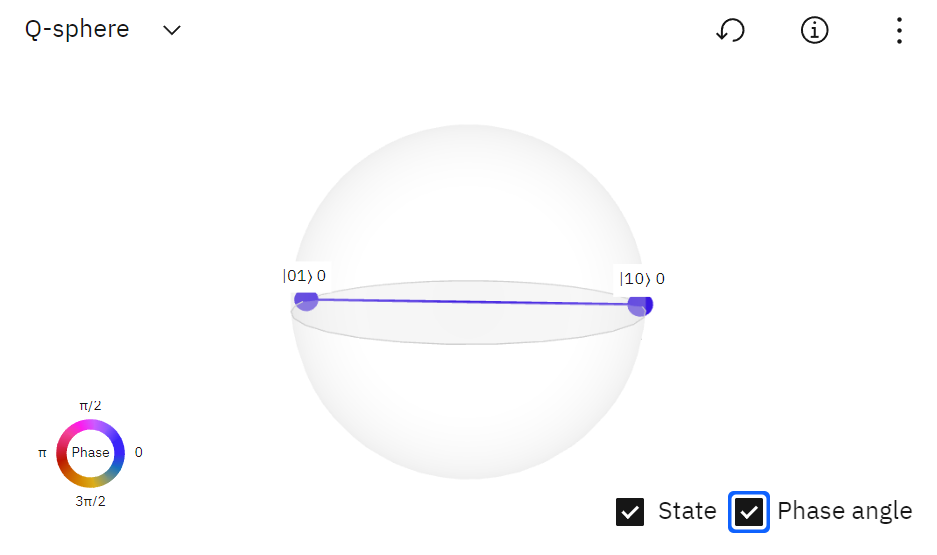 Q-sphere
|01⟩ 0
|10⟩ 0
π/2
π
Phase
0
3π/2
State
Phase angle